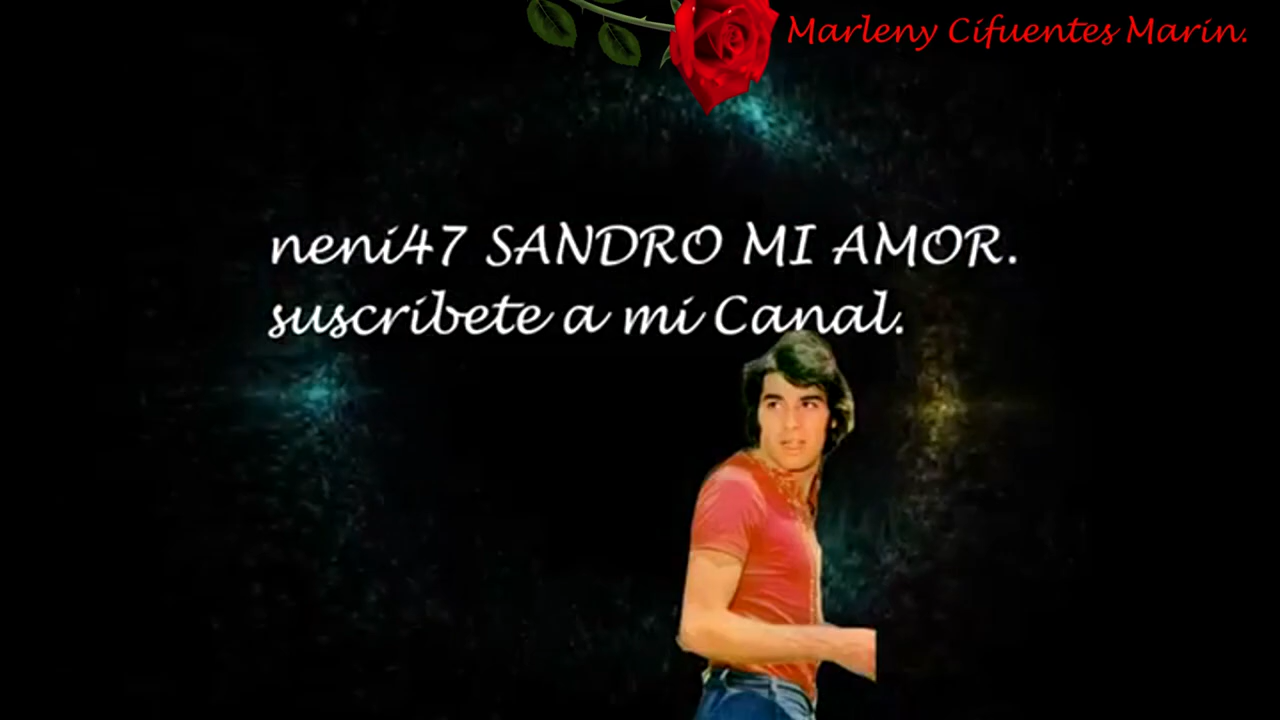 Marleny Cifuentes Marin.
neni47 SANDRO MI AMOR.
suscribete a mi Canal.